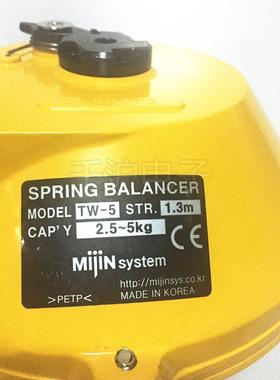 SPRING BALANCER
MODEL TW-5 STR. 1.3m
CAP'Y 2.5~5kg
CE
MijiN system
http://mijinsys.co.kr
>PETP< MADE IN KOREA